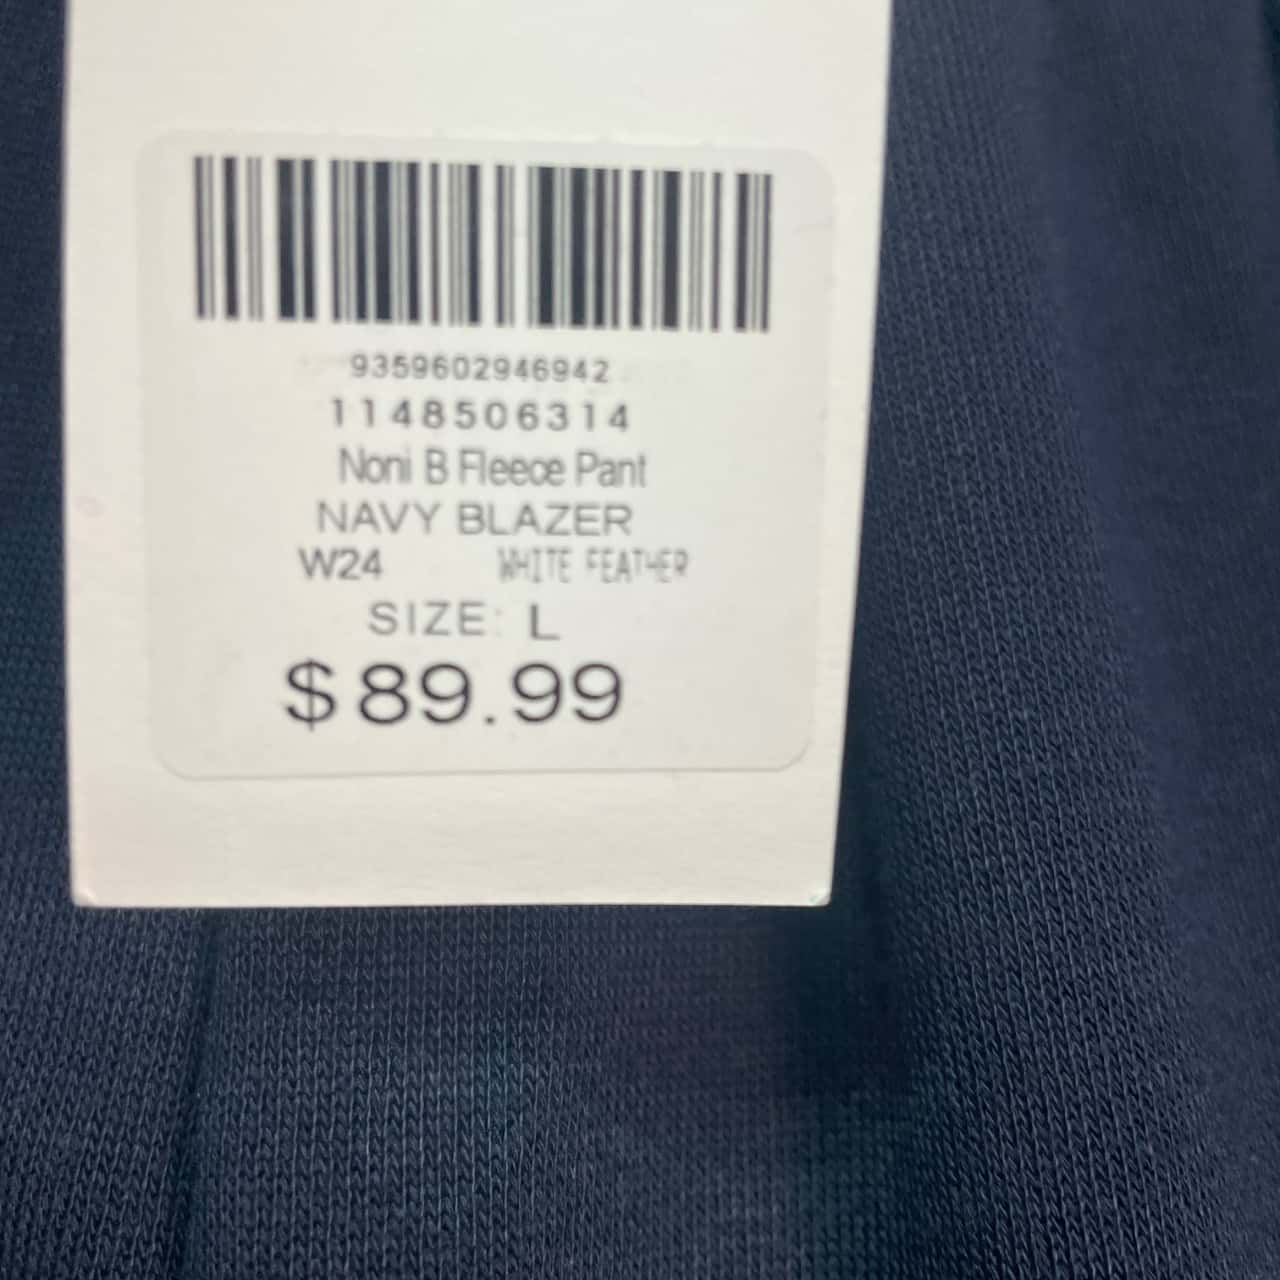 9359602946942
1148506314
Noni B Fleece Pant
NAVY BLAZER
W24 WHITE FEATHER
SIZE: L
$89.99